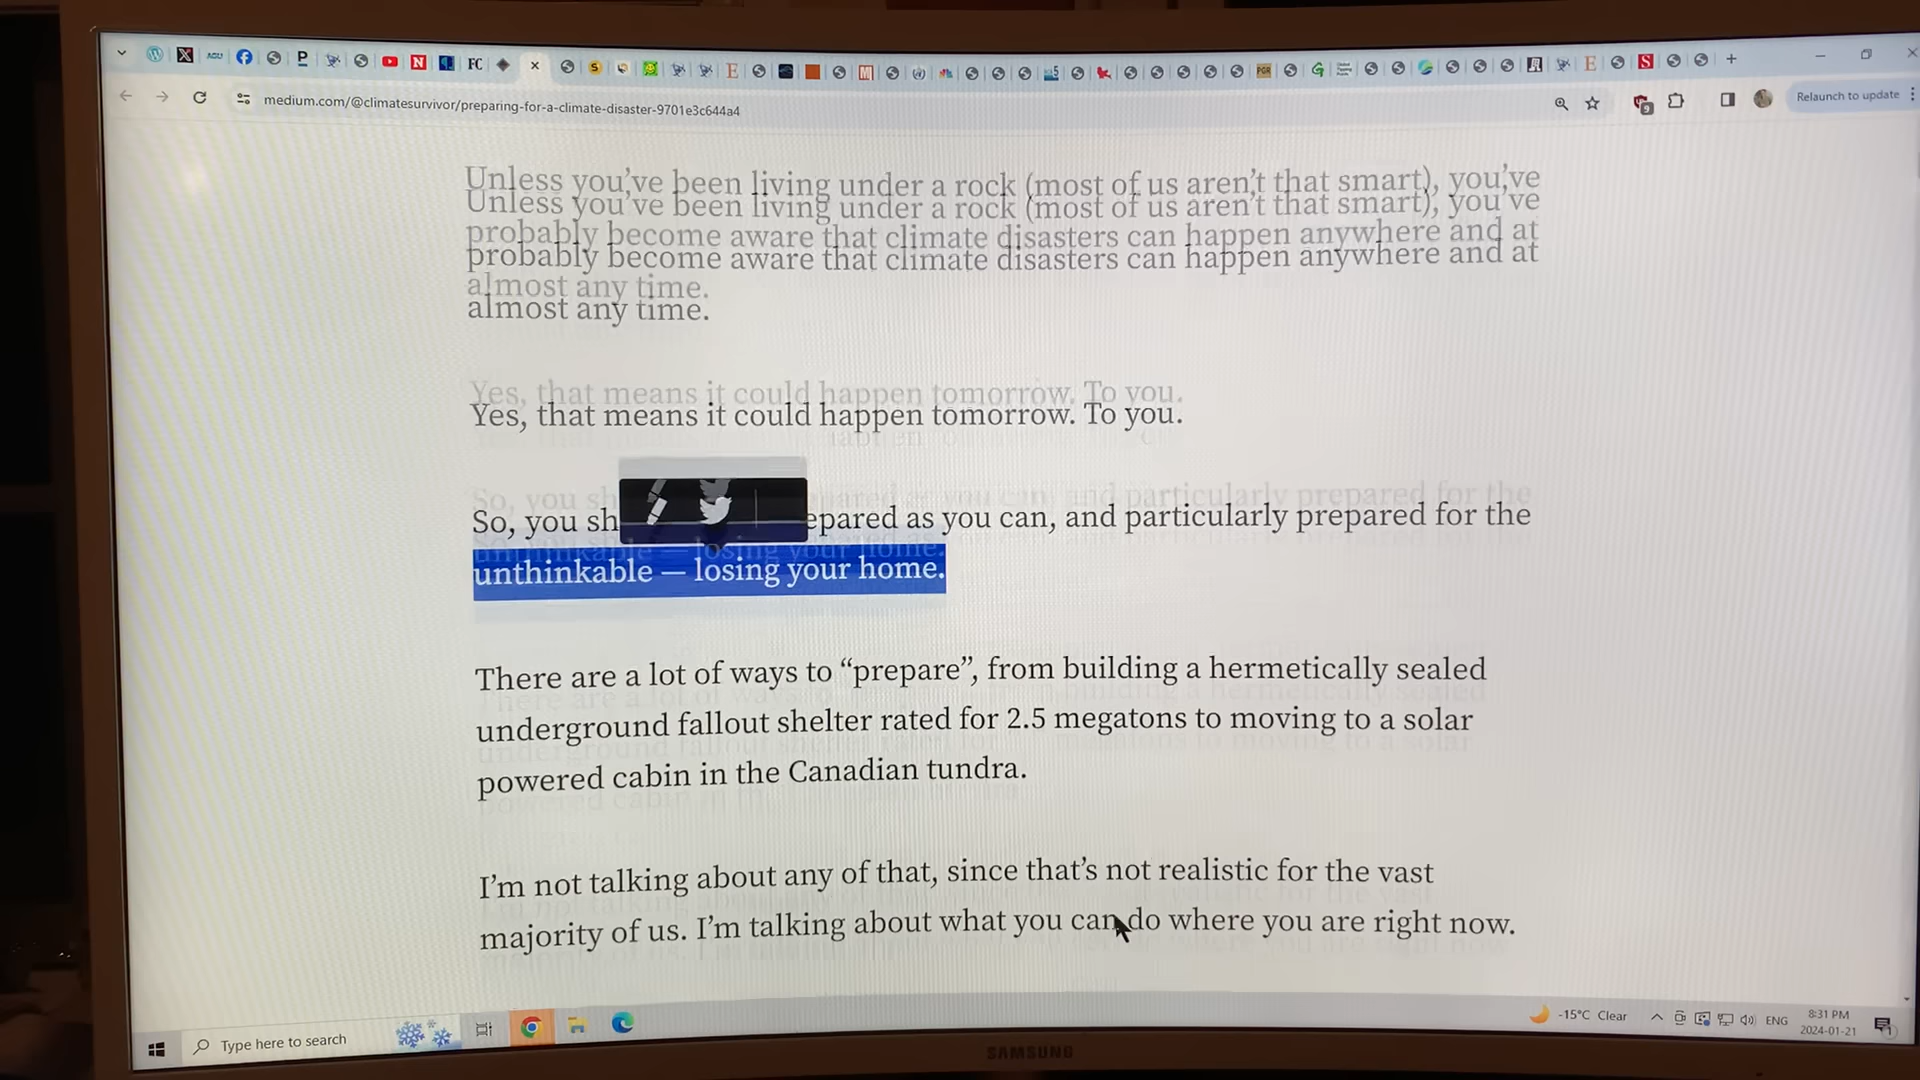 FC
medium.com/@climatesurvivor/preparing-for-a-climate-disaster-9701e3c644a4
Relaunch to update
Unless you've been living under a rock (most of us aren't that smart), you've
probably become aware that climate disasters can happen anywhere and at
almost any time.
Yes, that means it could happen tomorrow. To you.
So, you sh epared as you can, and particularly prepared for the
unthinkable — losing your home.
There are a lot of ways to “prepare”, from building a hermetically sealed
underground fallout shelter rated for 2.5 megatons to moving to a solar
powered cabin in the Canadian tundra.
I'm not talking about any of that, since that's not realistic for the vast
majority of us. I'm talking about what you can do where you are right now.
Type here to search
-15°C Clear
ENG
8:31 PM
2024-01-21
SAMSUNG